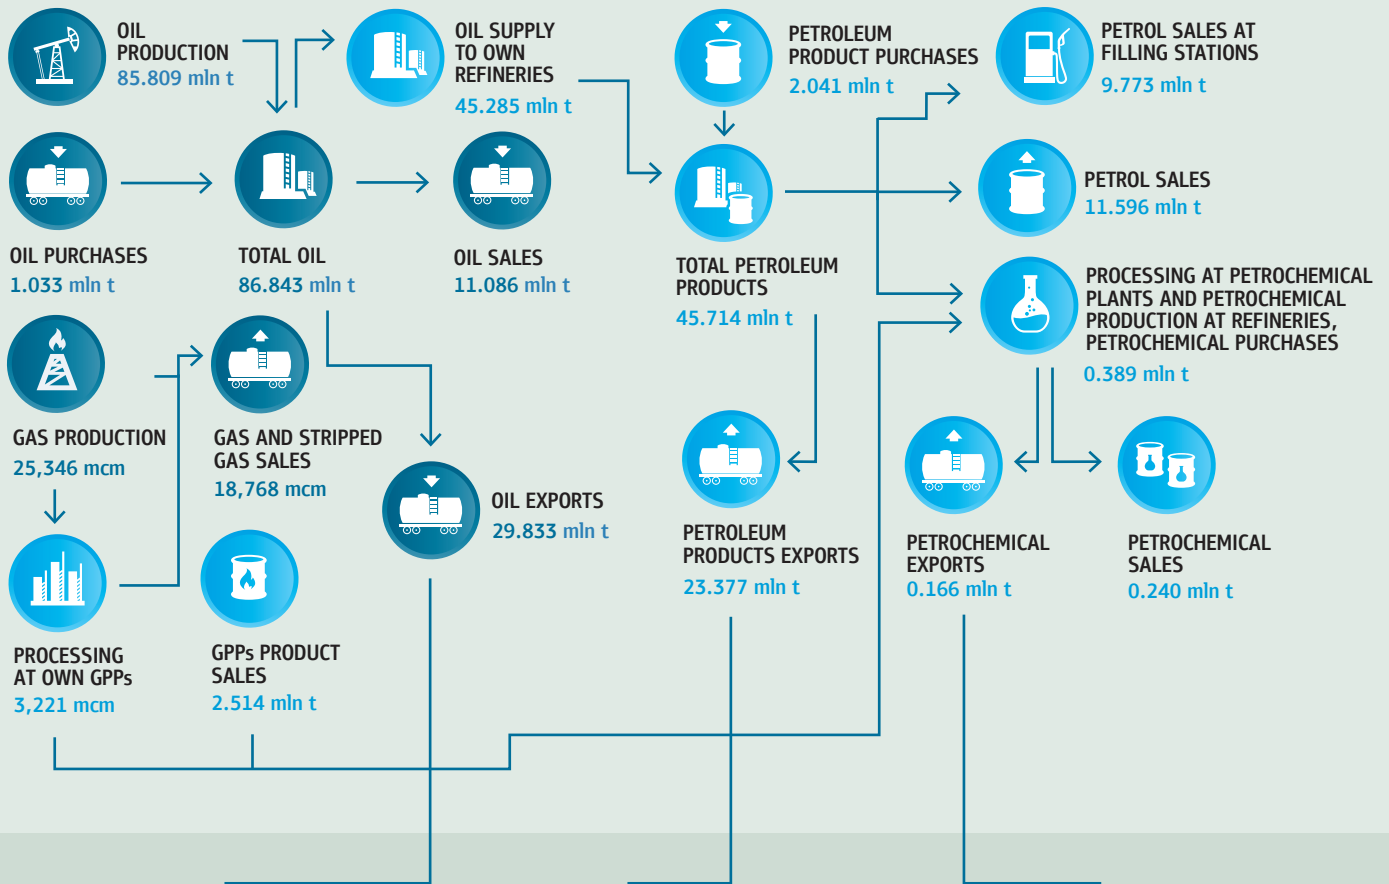 OIL
PRODUCTION
85.809 mln t
OIL SUPPLY
TO OWN
REFINERIES
45.285 mln t
PETROLEUM
PRODUCT PURCHASES
2.041 mln t
PETROL SALES AT
FILLING STATIONS
9.773 mln t
OIL PURCHASES
1.033 mln t
TOTAL OIL
86.843 mln t
OIL SALES
11.086 mln t
TOTAL PETROLEUM
PRODUCTS
45.714 mln t
PETROL SALES
11.596 mln t
PROCESSING AT PETROCHEMICAL
PLANTS AND PETROCHEMICAL
PRODUCTION AT REFINERIES,
PETROCHEMICAL PURCHASES
0.389 mln t
GAS PRODUCTION
25,346 mcm
GAS AND STRIPPED
GAS SALES
18,768 mcm
OIL EXPORTS
29.833 mln t
PETROLEUM
PRODUCTS EXPORTS
23.377 mln t
PETROCHEMICAL
EXPORTS
0.166 mln t
PETROCHEMICAL
SALES
0.240 mln t
PROCESSING
AT OWN GPPs
3,221 mcm
GPPs PRODUCT
SALES
2.514 mln t